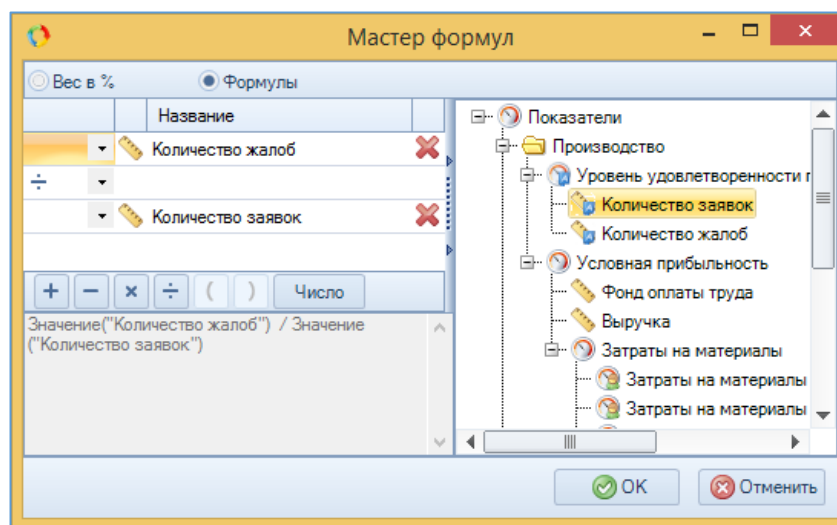 Мастер формул
Вес в %
Формулы
Название
Количество жалоб
÷
Количество заявок
+ − × ÷ ( ) Число
Значение("Количество жалоб") / Значение
("Количество заявок")
Показатели
Производство
Уровень удовлетворенности
Количество заявок
Количество жалоб
Условная прибыльность
Фонд оплаты труда
Выручка
Затраты на материалы
Затраты на материалы
Затраты на материалы
OK
Отменить